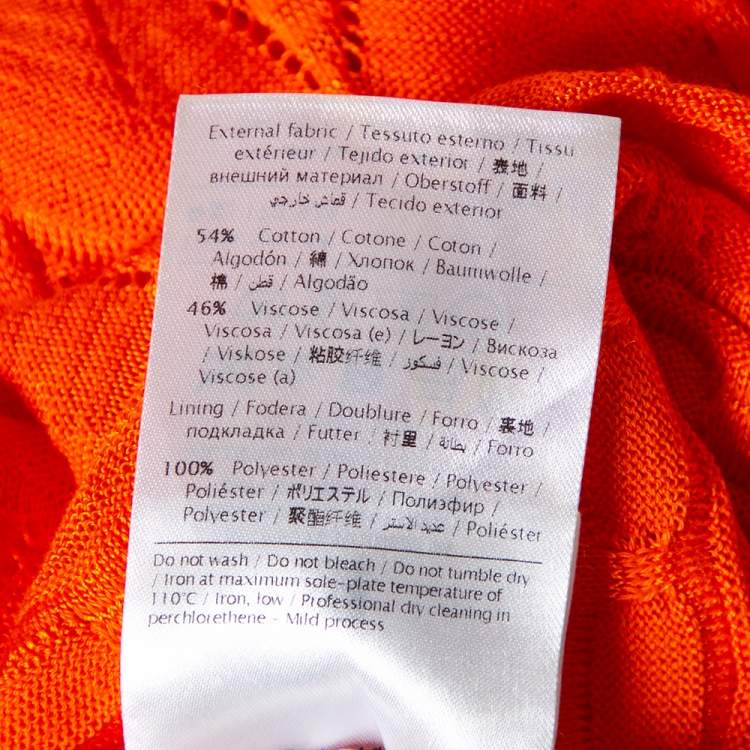 External fabric / Tessuto esterno / Tissu
extérieur / Tejido exterior / 表地 /
внешний материал / Oberstoff / 面料 /
قماش خارجي / Tecido exterior
54% Cotton / Cotone / Coton /
Algodón / 綿 / Хлопок / Baumwolle /
棉 / قطن / Algodão
46% Viscose / Viscosa / Viscose /
Viscosa / Viscosa (e) / レーヨン / Вискоза
/ Viskose / 粘胶纤维 / فسكوز / Viscose /
Viscose (a)
Lining / Fodera / Doublure / Forro / 裏地 /
подкладка / Futter / 衬里 / بطانة / Forro
100% Polyester / Poliestere / Polyester /
Poliéster / ポリエステル / Полиэфир /
Polyester / 聚酯纤维 / عديد الاستر / Poliéster
Do not wash / Do not bleach / Do not tumble dry
/ Iron at maximum sole-plate temperature of
110°C / Iron, low / Professional dry cleaning in
perchlorethene - Mild process